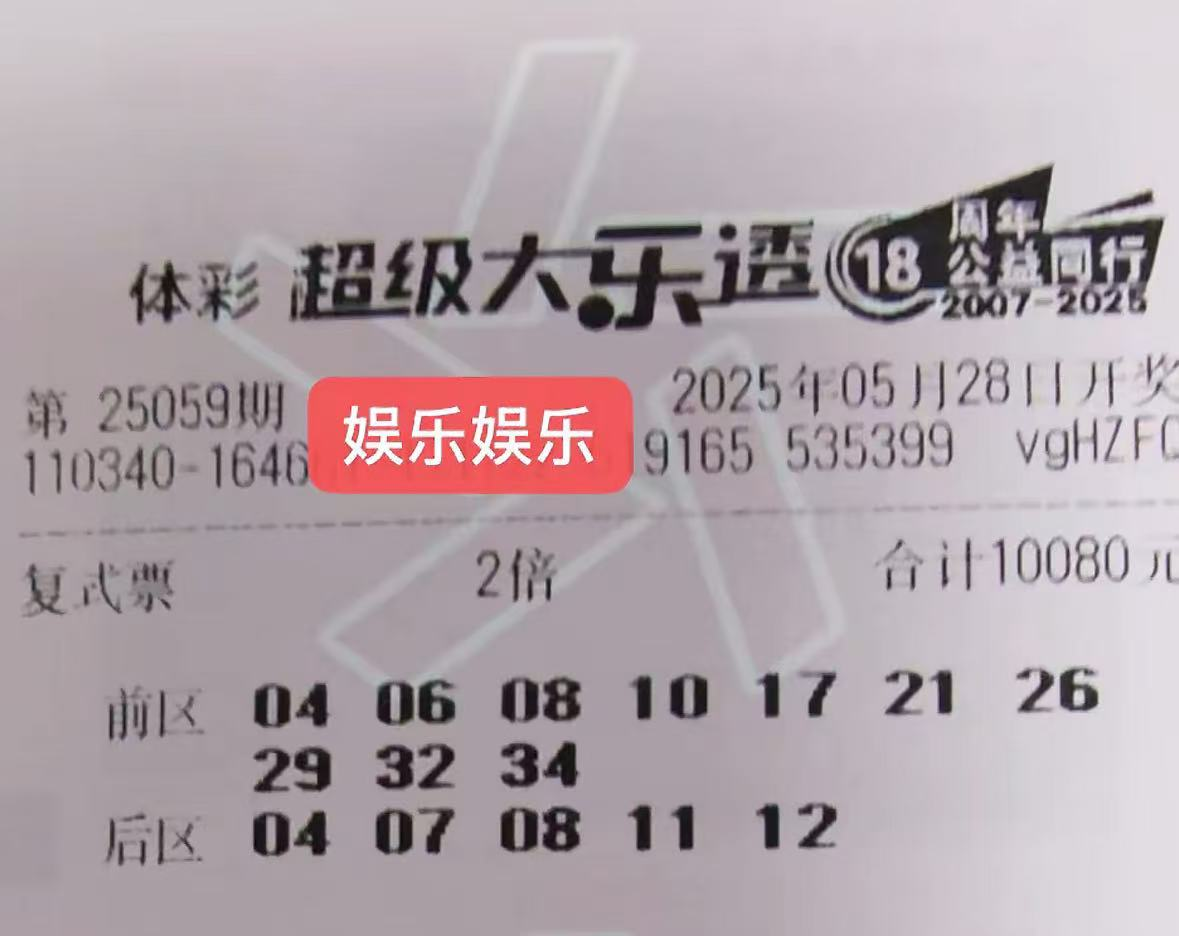 体彩 超级大乐透 18 周年
公益同行
2007-2025
第 25059期 2025年05月28日开奖
娱乐娱乐
110340-1646 9165 535399 vgHZFQ
复式票 2倍 合计10080元
前区 04 06 08 10 17 21 26
29 32 34
后区 04 07 08 11 12